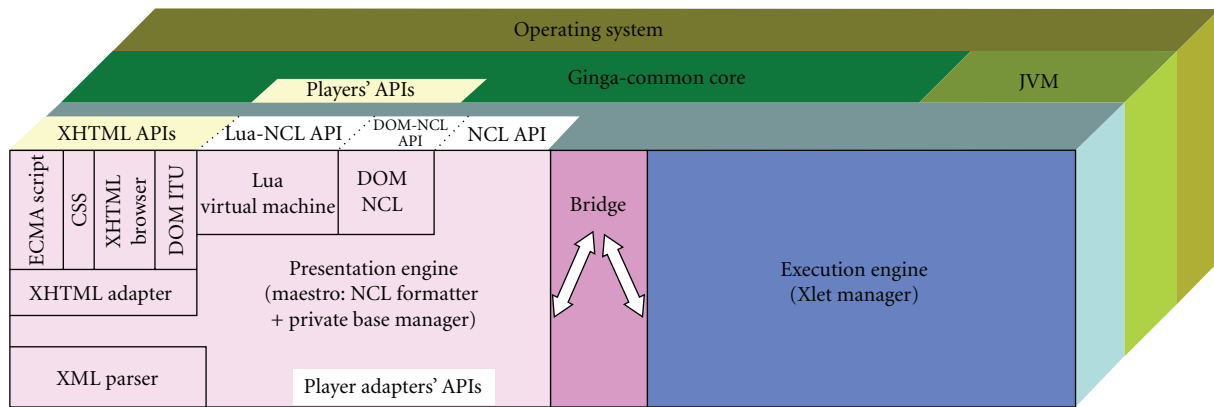 Operating system
Ginga-common core
JVM
Players' APIs
XHTML APIs
Lua-NCL API
DOM-NCL
API
NCL API
ECMA script
CSS
XHTML
browser
DOM ITU
Lua
virtual machine
DOM
NCL
Bridge
XHTML adapter
Presentation engine
(maestro: NCL formatter
+ private base manager)
Execution engine
(Xlet manager)
XML parser
Player adapters' APIs